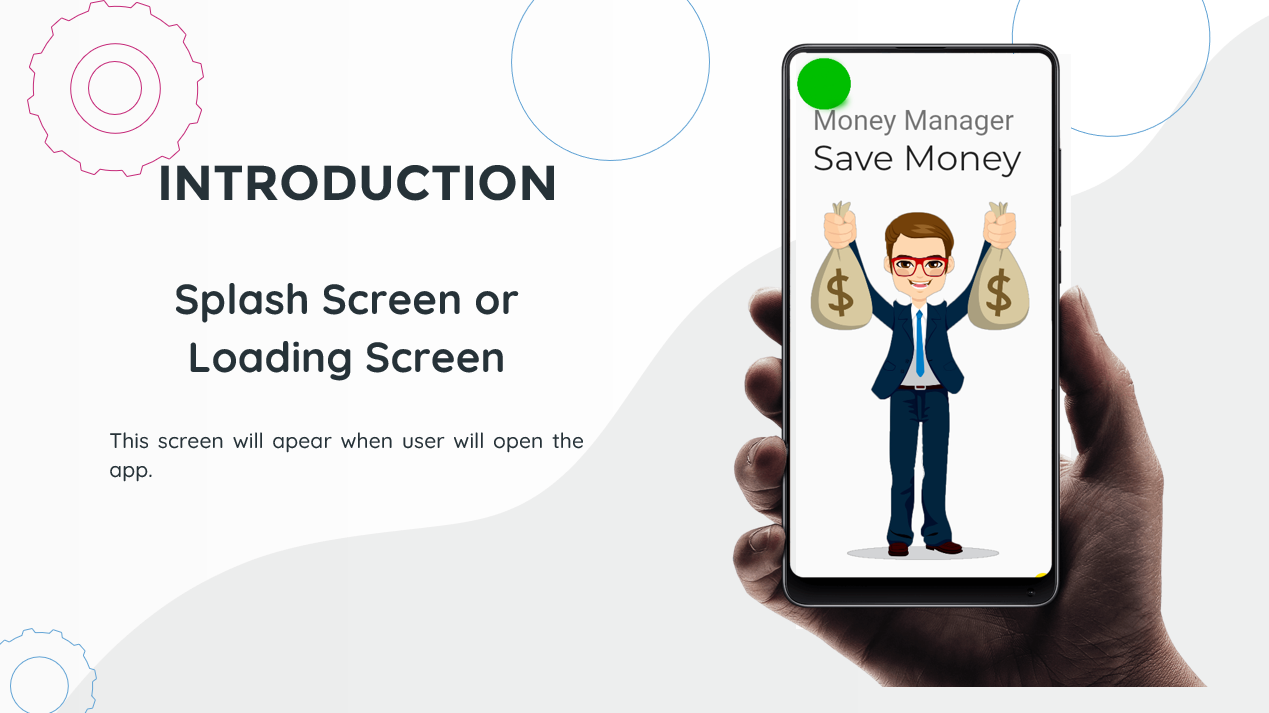 INTRODUCTION
Splash Screen or
Loading Screen
This screen will apear when user will open the
app.
Money Manager
Save Money
$ $